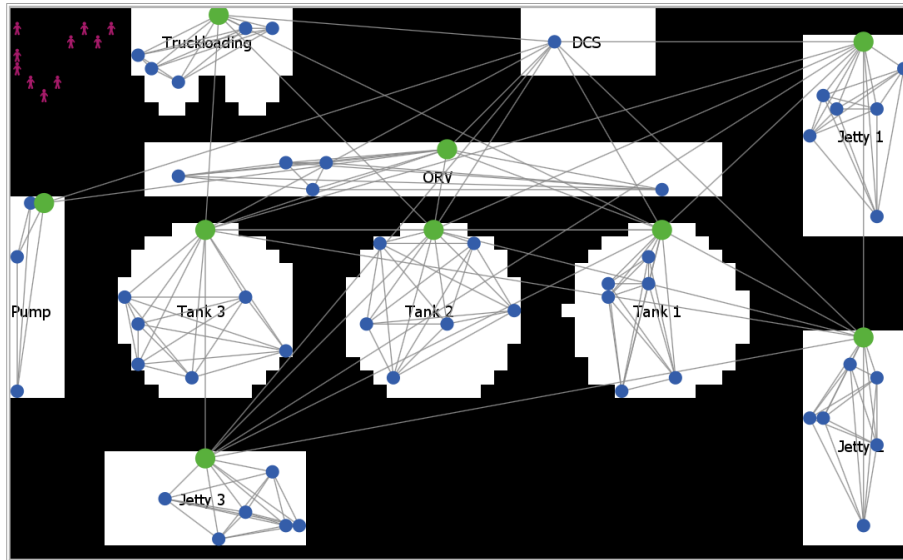 Truckloading
DCS
Jetty 1
ORV
Pump
Tank 3
Tank 2
Tank 1
Jetty 2
Jetty 3